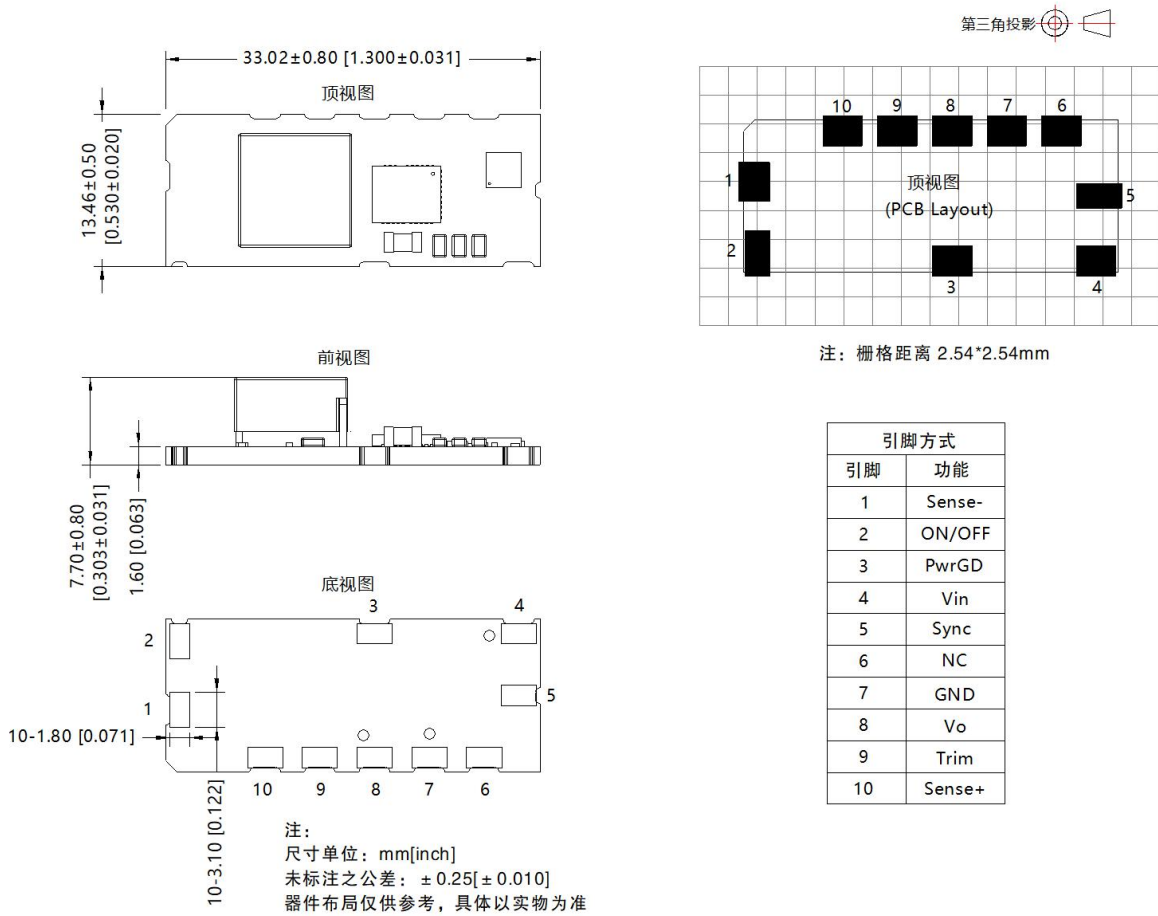 第三角投影
33.02±0.80 [1.300±0.031]
顶视图
13.46±0.50
[0.530±0.020]
10 9 8 7 6
1
顶视图
(PCB Layout)
5
2
3
4
注：栅格距离 2.54*2.54mm
前视图
7.70±0.80
[0.303±0.031]
1.60 [0.063]
底视图
2
3
4
1
5
10-1.80 [0.071]
10-3.10 [0.122]
10 9 8 7 6
注：
尺寸单位：mm[inch]
未标注之公差：±0.25[±0.010]
器件布局仅供参考，具体以实物为准
引脚方式
引脚 功能
1 Sense-
2 ON/OFF
3 PwrGD
4 Vin
5 Sync
6 NC
7 GND
8 Vo
9 Trim
10 Sense+